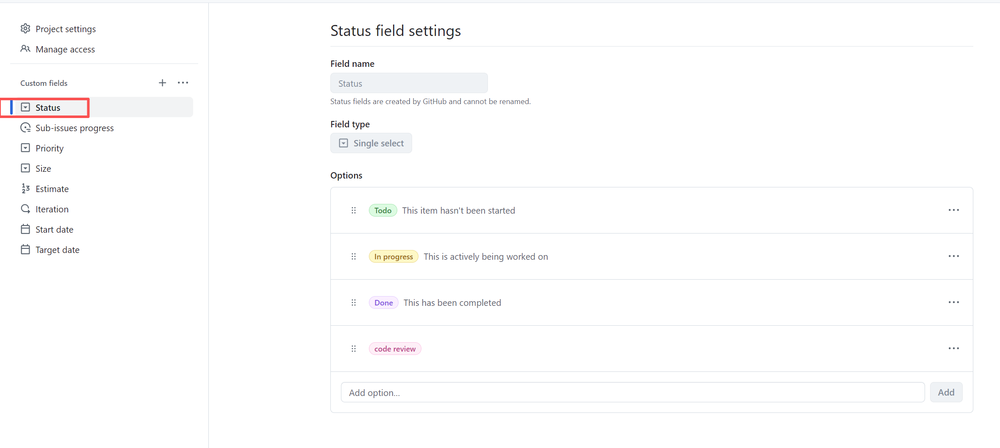 Project settings
Manage access
Custom fields
Status
Sub-issues progress
Priority
Size
Estimate
Iteration
Start date
Target date
Status field settings
Field name
Status
Status fields are created by GitHub and cannot be renamed.
Field type
Single select
Options
Todo This item hasn't been started
In progress This is actively being worked on
Done This has been completed
code review
Add option... Add